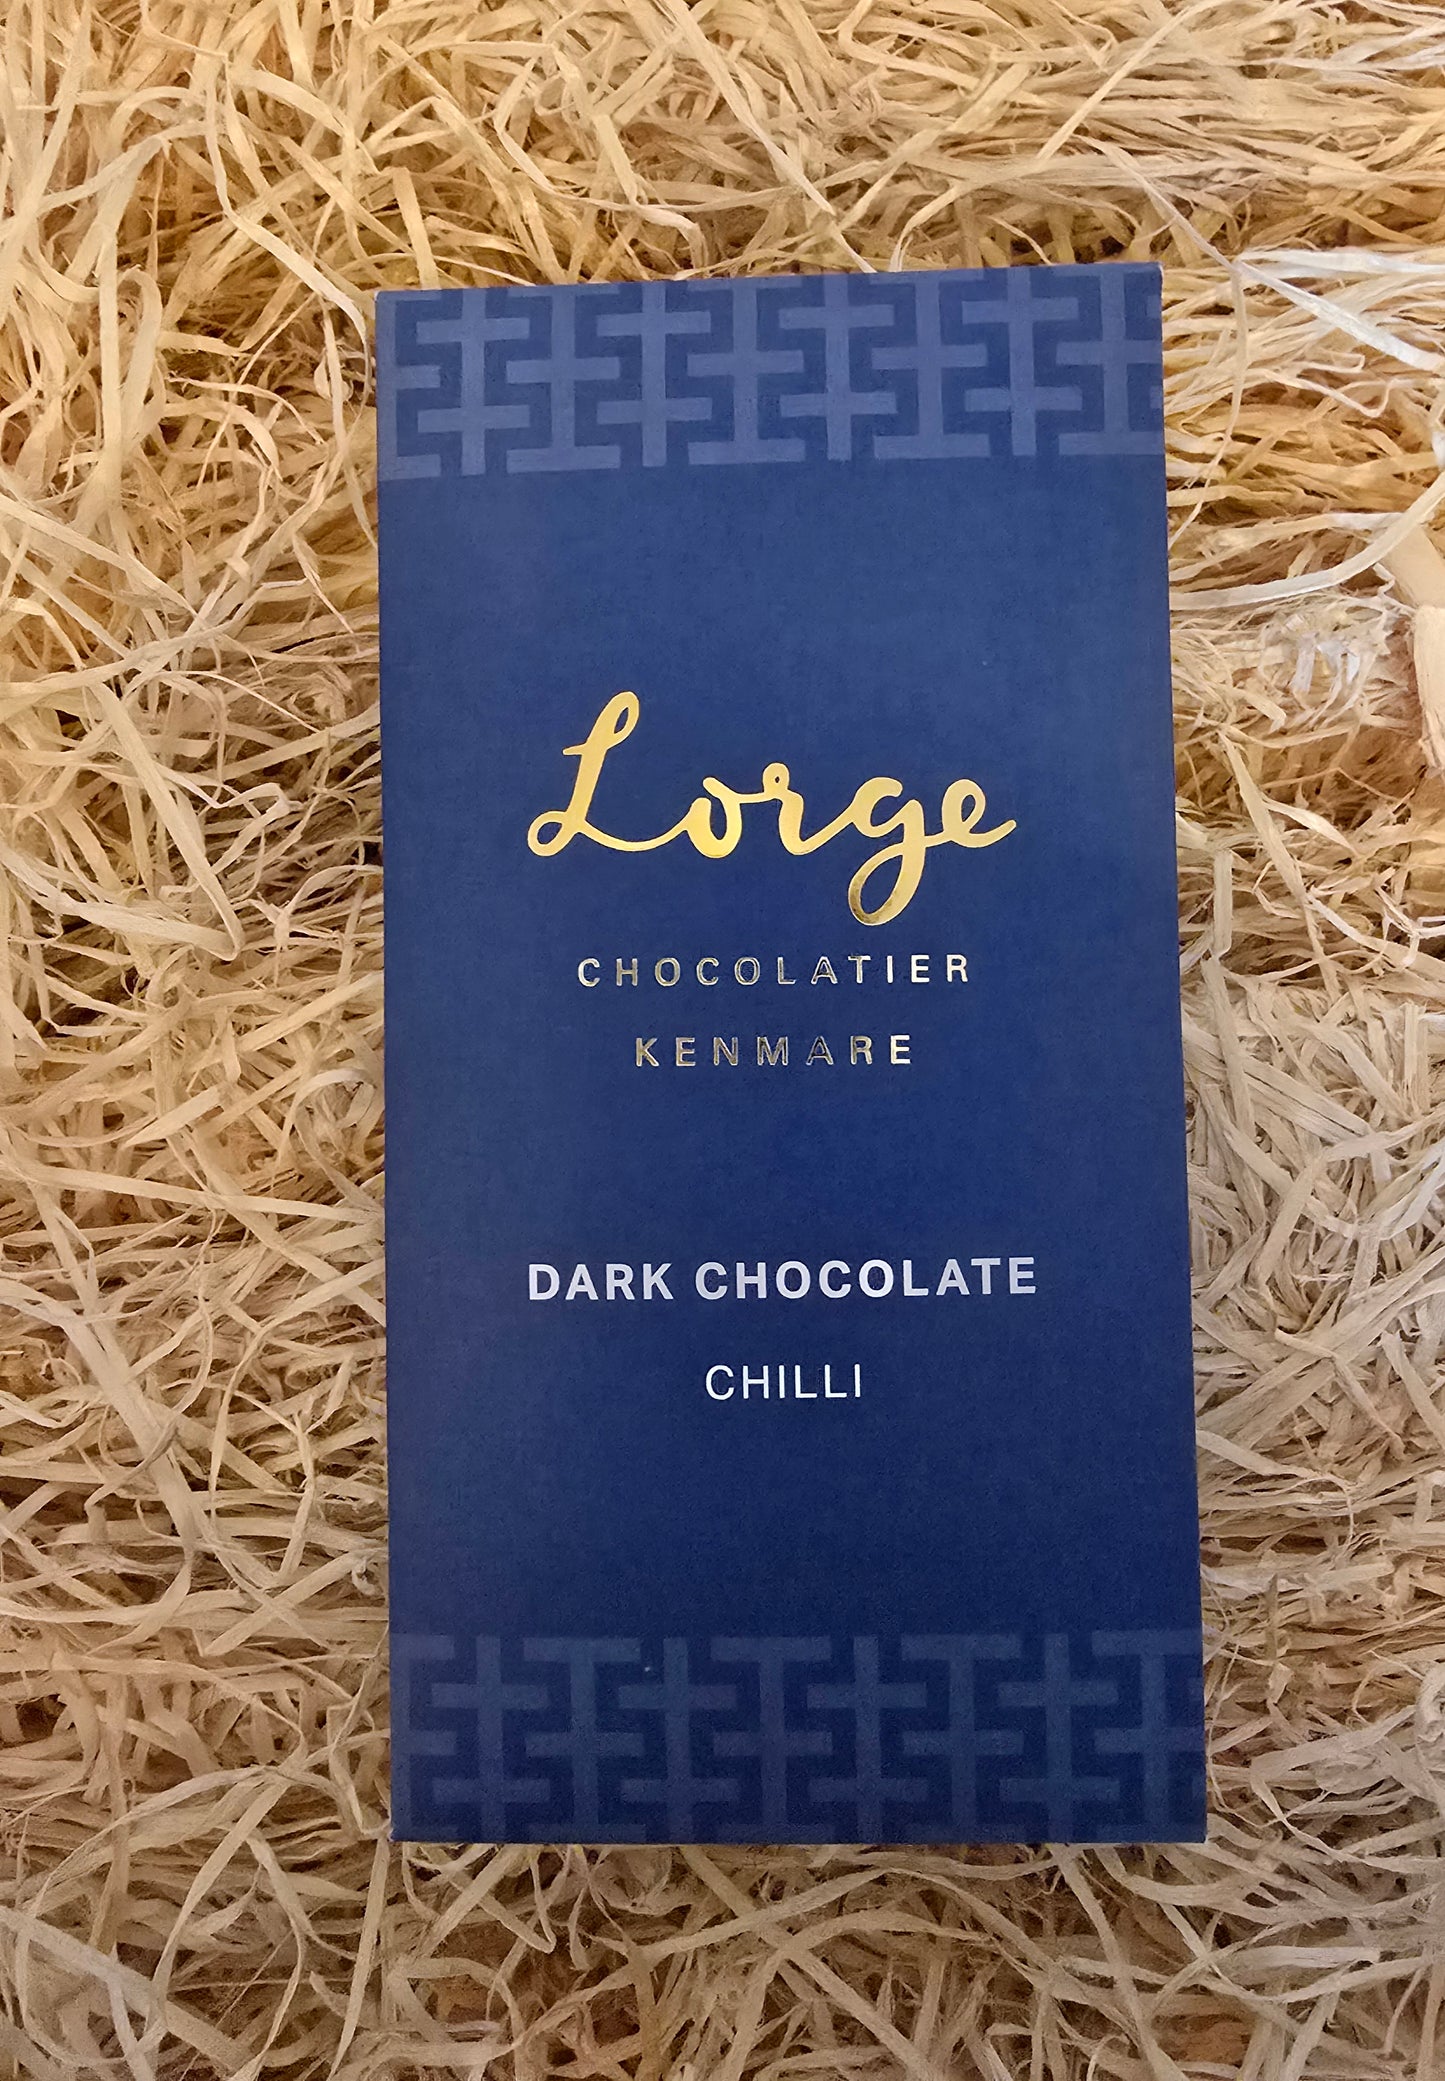 Lorge
CHOCOLATIER
KENMARE
DARK CHOCOLATE
CHILLI